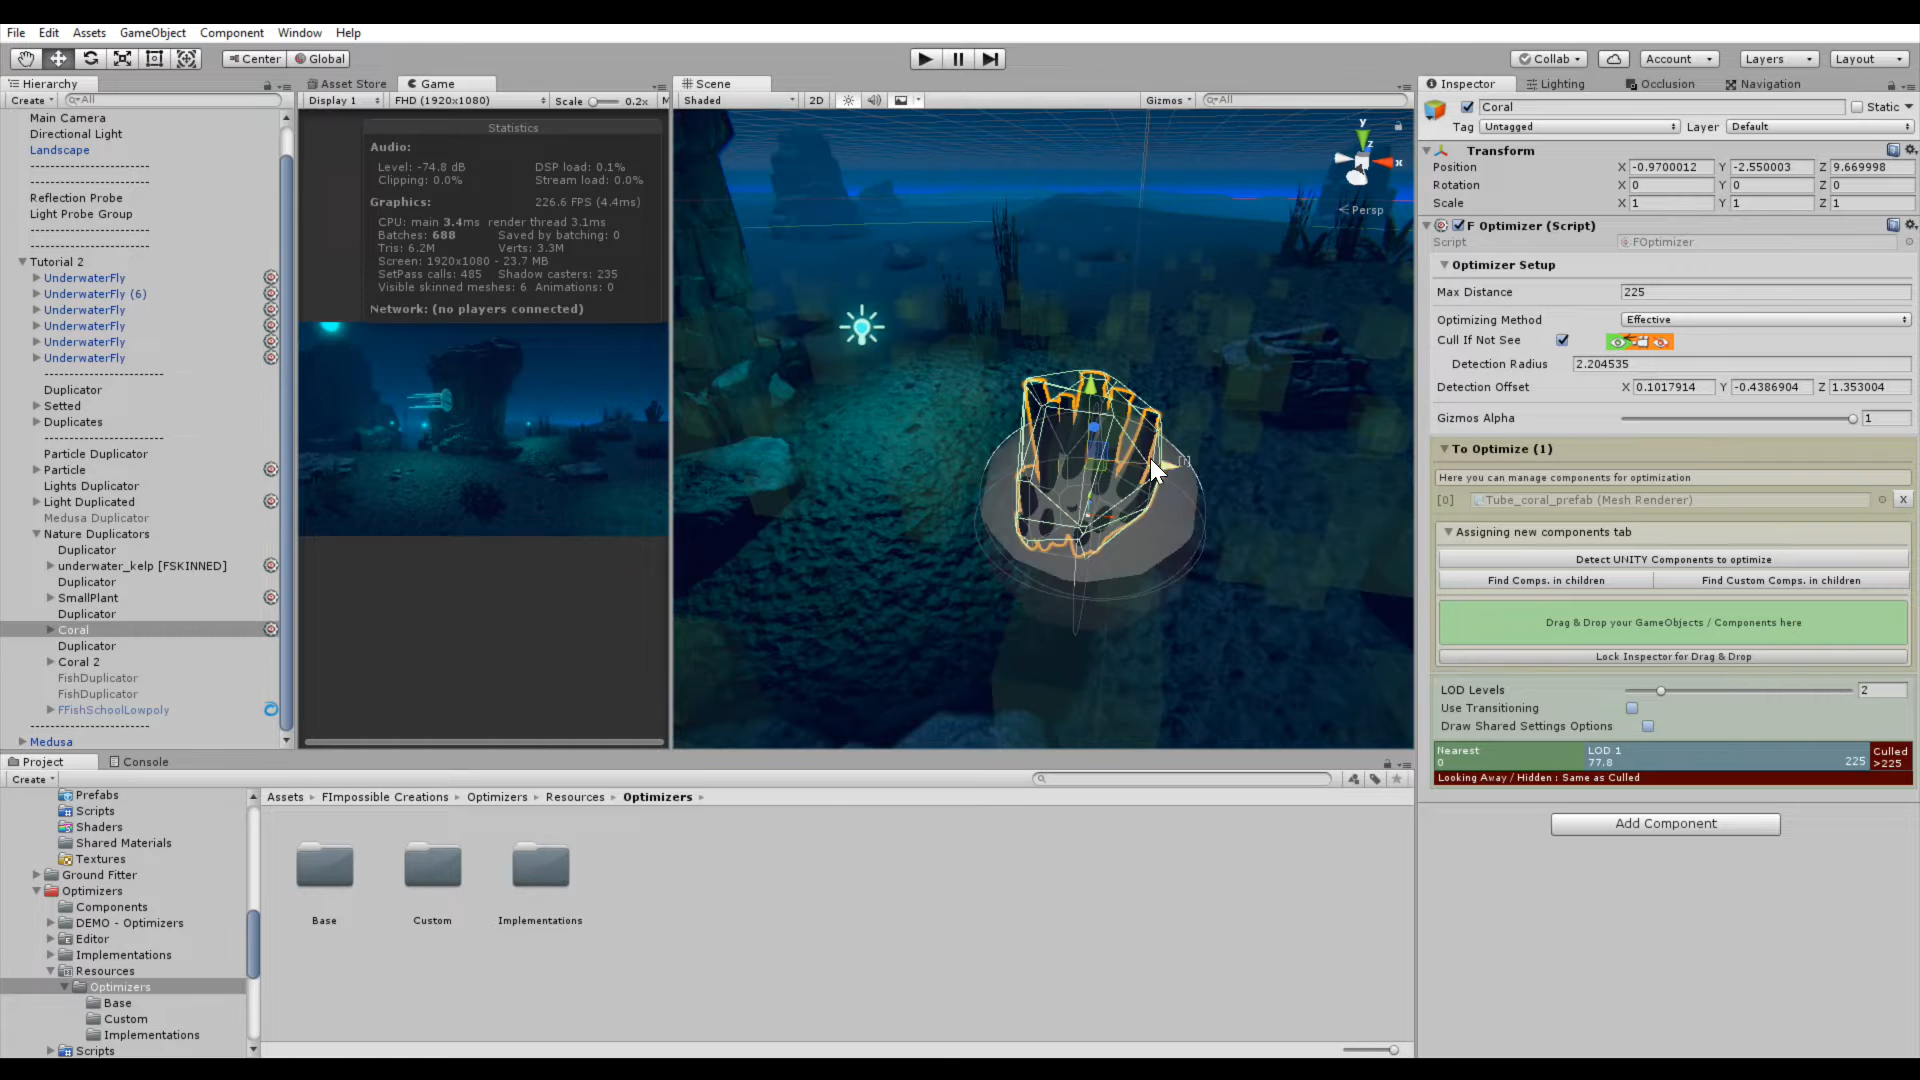 File Edit Assets GameObject Component Window Help
Center Global
Collab Account Layers Layout
Hierarchy
Create All
Main Camera
Directional Light
Landscape
-----------------------
-----------------------
Reflection Probe
Light Probe Group
-----------------------
-----------------------
Tutorial 2
UnderwaterFly
UnderwaterFly (6)
UnderwaterFly
UnderwaterFly
UnderwaterFly
UnderwaterFly
-----------------------
Duplicator
Setted
Duplicates
-----------------------
Particle Duplicator
Particle
Lights Duplicator
Light Duplicated
Medusa Duplicator
Nature Duplicators
Duplicator
underwater_kelp [FSKINNED]
Duplicator
SmallPlant
Duplicator
Coral
Duplicator
Coral 2
FishDuplicator
FishDuplicator
FFishSchoolLowpoly
-----------------------
Medusa
Asset Store Game
Display 1 FHD (1920x1080) Scale 0.2x M
Statistics
Audio:
Level: -74.8 dB DSP load: 0.1%
Clipping: 0.0% Stream load: 0.0%
Graphics: 226.6 FPS (4.4ms)
CPU: main 3.4ms render thread 3.1ms
Batches: 688 Saved by batching: 0
Tris: 6.2M Verts: 3.3M
Screen: 1920x1080 - 23.7 MB
SetPass calls: 485 Shadow casters: 235
Visible skinned meshes: 6 Animations: 0
Network: (no players connected)
Scene
Shaded 2D Gizmos All
y
z
x
Persp
Inspector Lighting Occlusion Navigation
Coral Static
Tag Untagged Layer Default
Transform
Position X -0.9700012 Y -2.550003 Z 9.669998
Rotation X 0 Y 0 Z 0
Scale X 1 Y 1 Z 1
F Optimizer (Script)
Script FOptimizer
Optimizer Setup
Max Distance 225
Optimizing Method Effective
Cull If Not See
Detection Radius 2.204535
Detection Offset X 0.1017914 Y -0.4386904 Z 1.353004
Gizmos Alpha 1
To Optimize (1)
Here you can manage components for optimization
[0] Tube_coral_prefab (Mesh Renderer) X
Assigning new components tab
Detect UNITY Components to optimize
Find Comps. in children Find Custom Comps. in children
Drag & Drop your GameObjects / Components here
Lock Inspector for Drag & Drop
LOD Levels 2
Use Transitioning
Draw Shared Settings Options
Nearest LOD 1 Culled
0 77.8 225 >225
Looking Away / Hidden : Same as Culled
Add Component
Project Console
Create
Prefabs
Scripts
Shaders
Shared Materials
Textures
Ground Fitter
Optimizers
Components
DEMO - Optimizers
Editor
Implementations
Resources
Optimizers
Base
Custom
Implementations
Scripts
Assets FImpossible Creations Optimizers Resources Optimizers
Base Custom Implementations